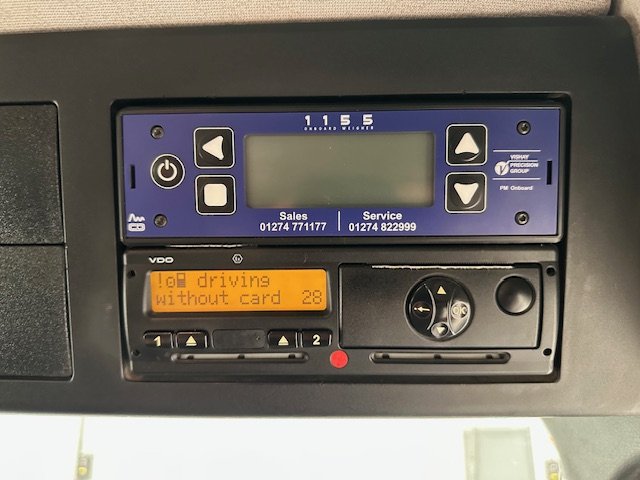 1155
ONBOARD WEIGHER
VISHAY
PRECISION
GROUP
PM Onboard
Sales
01274 771177
Service
01274 822999
VDO
driving
without card 28
1
2
OK